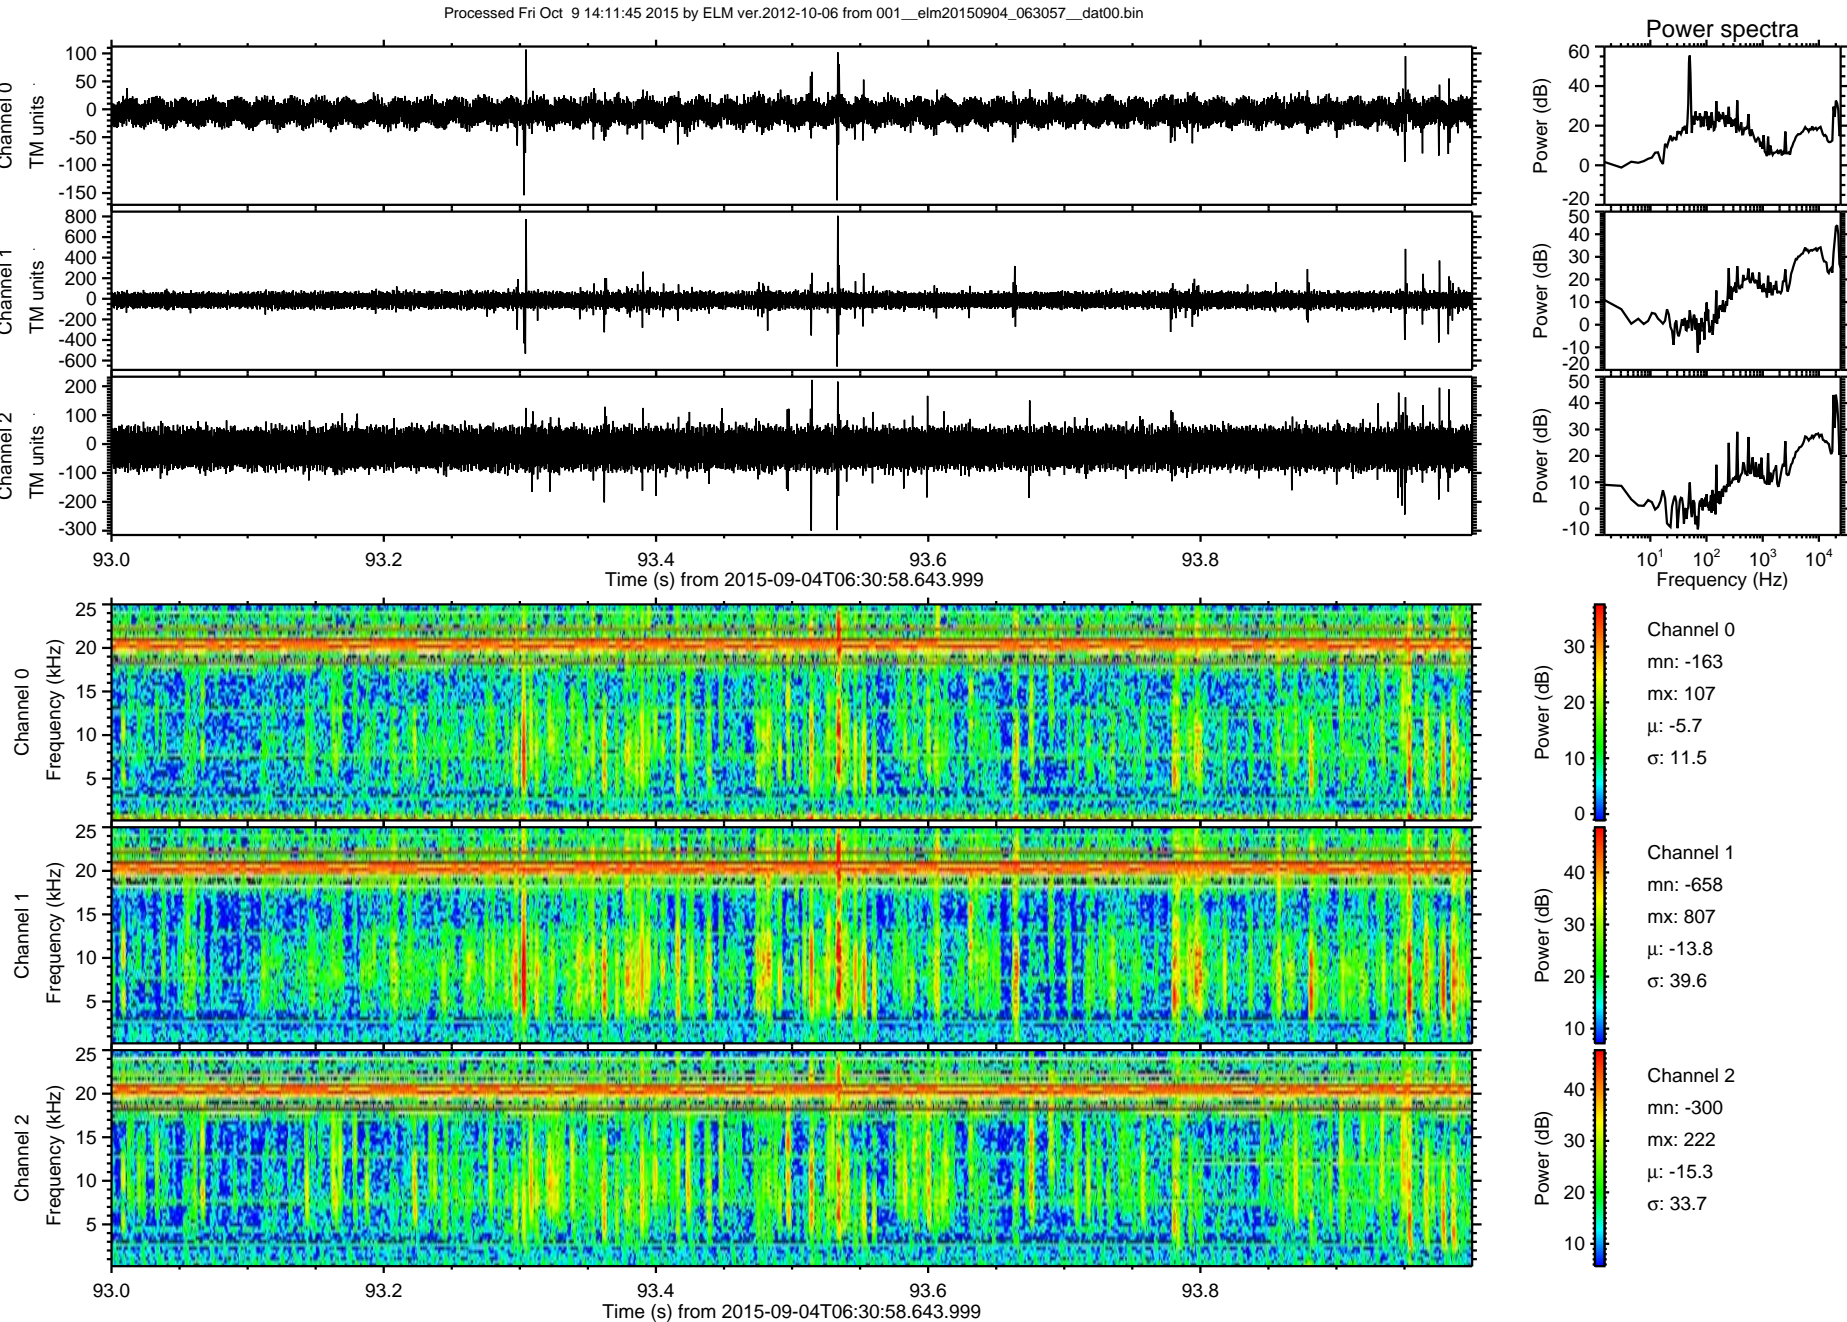 Processed Fri Oct  9 14:11:45 2015 by ELM ver.2012-10-06 from 001__elm20150904_063057__dat00.bin
Power spectra
Channel 0
TM units
100
50
0
-50
-100
-150
Power (dB)
60
40
20
0
-20
Channel 1
TM units
800
600
400
200
0
-200
-400
-600
Power (dB)
50
40
30
20
10
0
-10
-20
Channel 2
TM units
200
100
0
-100
-200
-300
Power (dB)
50
40
30
20
10
0
-10
93.0 93.2 93.4 93.6 93.8
Time (s) from 2015-09-04T06:30:58.643.999
10^1 10^2 10^3 10^4
Frequency (Hz)
Channel 0
Frequency (kHz)
25
20
15
10
5
Power (dB)
30
20
10
0
Channel 0
mn: -163
mx: 107
μ: -5.7
σ: 11.5
Channel 1
Frequency (kHz)
25
20
15
10
5
Power (dB)
40
30
20
10
Channel 1
mn: -658
mx: 807
μ: -13.8
σ: 39.6
Channel 2
Frequency (kHz)
25
20
15
10
5
Power (dB)
40
30
20
10
Channel 2
mn: -300
mx: 222
μ: -15.3
σ: 33.7
93.0 93.2 93.4 93.6 93.8
Time (s) from 2015-09-04T06:30:58.643.999